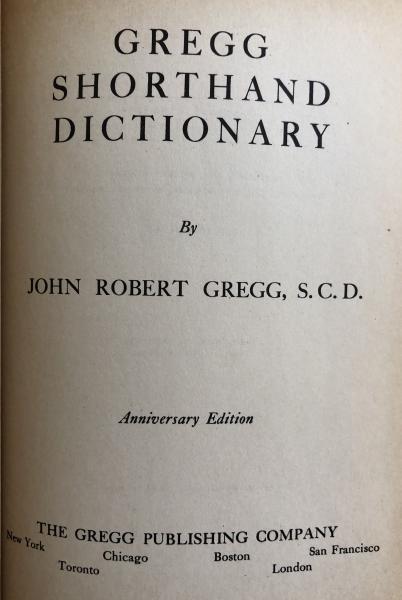 GREGG
SHORTHAND
DICTIONARY
By
JOHN ROBERT GREGG, S.C.D.
Anniversary Edition
THE GREGG PUBLISHING COMPANY
New York Chicago Boston San Francisco
Toronto London